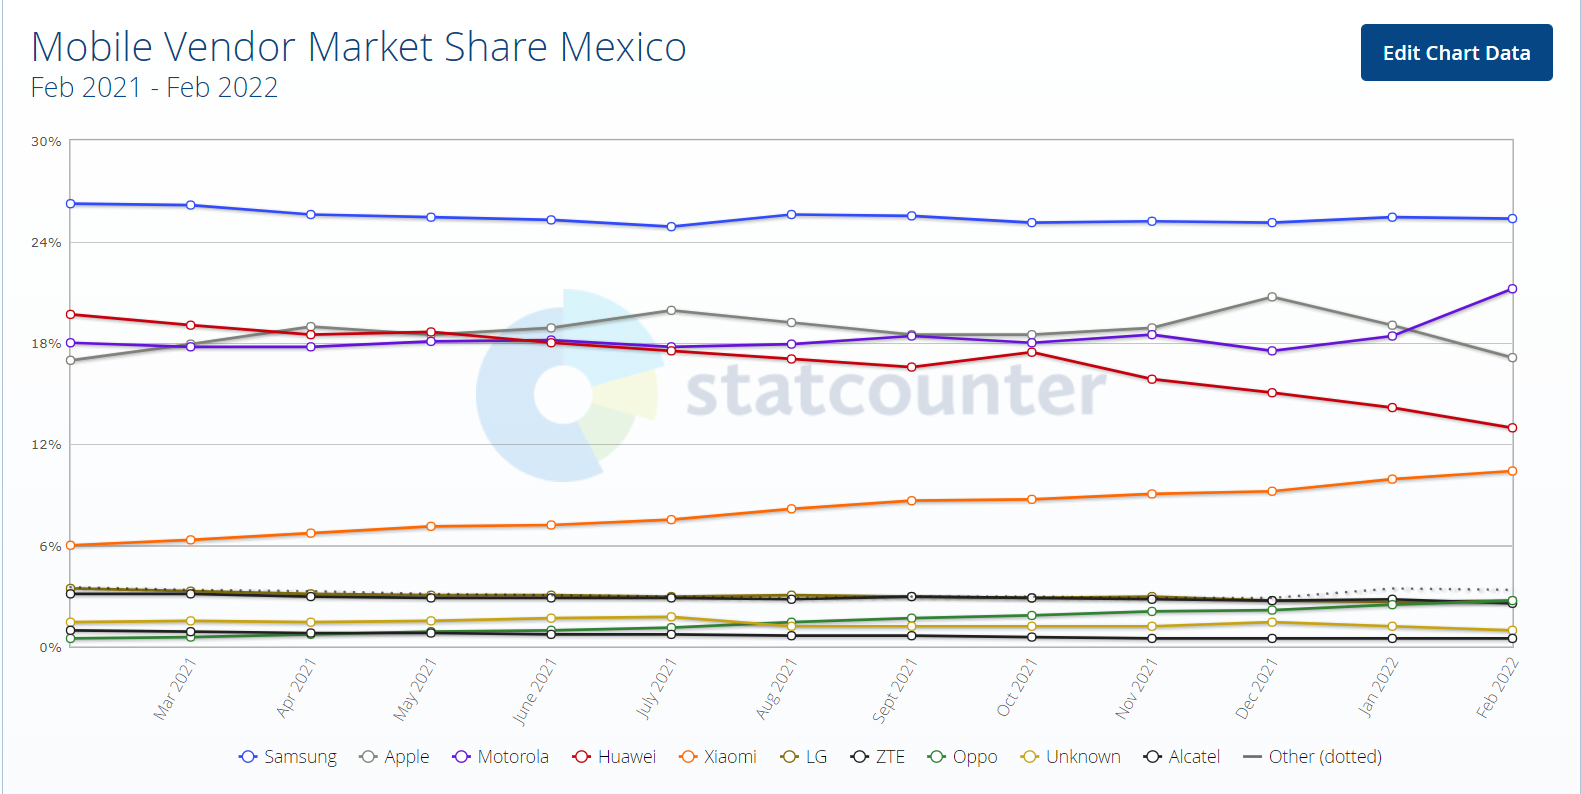 Mobile Vendor Market Share Mexico
Feb 2021 - Feb 2022
Edit Chart Data
30%
24%
18%
12%
6%
0%
statcounter
Mar 2021
Apr 2021
May 2021
June 2021
July 2021
Aug 2021
Sept 2021
Oct 2021
Nov 2021
Dec 2021
Jan 2022
Feb 2022
Samsung Apple Motorola Huawei Xiaomi LG ZTE Oppo Unknown Alcatel Other (dotted)